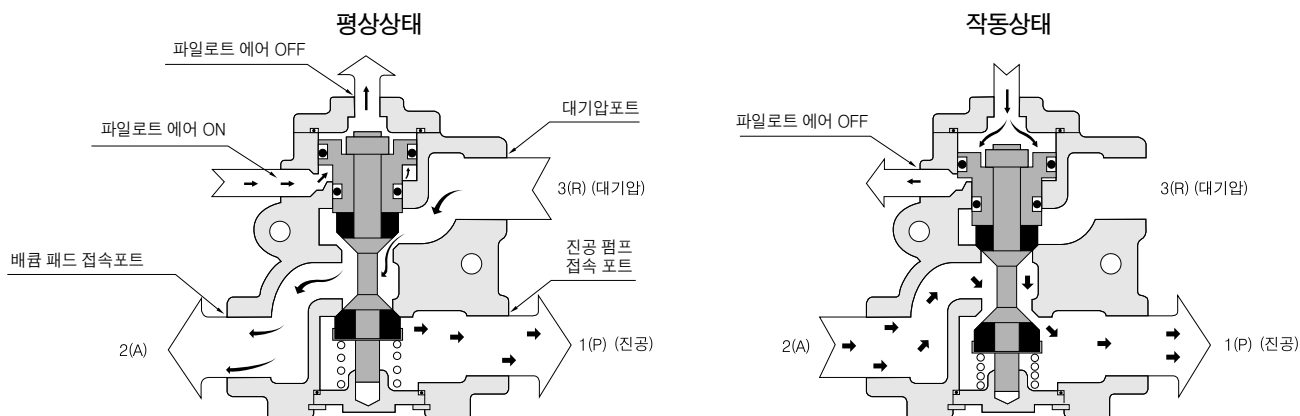 평상상태
파일로트 에어 OFF
파일로트 에어 ON
대기압포트
3(R) (대기압)
배큠 패드 접속포트
진공 펌프
접속 포트
2(A)
1(P) (진공)
작동상태
파일로트 에어 OFF
3(R) (대기압)
2(A)
1(P) (진공)